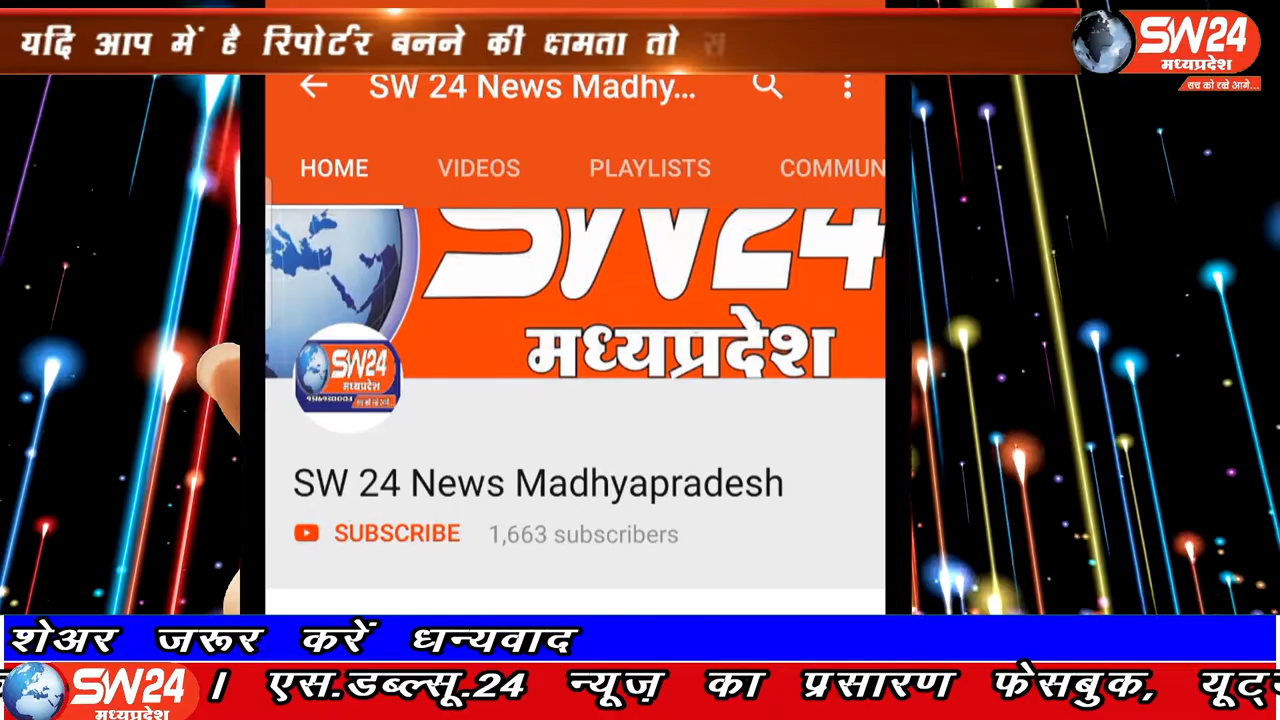 यदि आप में है रिपोर्टर बनने की क्षमता तो
SW24
मध्यप्रदेश
सच को रखे आगे...
SW 24 News Madhy...
HOME VIDEOS PLAYLISTS COMMUN
SW24
मध्यप्रदेश
SW24
मध्यप्रदेश
SW 24 News Madhyapradesh
SUBSCRIBE 1,663 subscribers
शेअर जरूर करें धन्यवाद
SW24
मध्यप्रदेश
। एस.डब्ल्सू.24 न्यूज़ का प्रसारण फेसबुक,